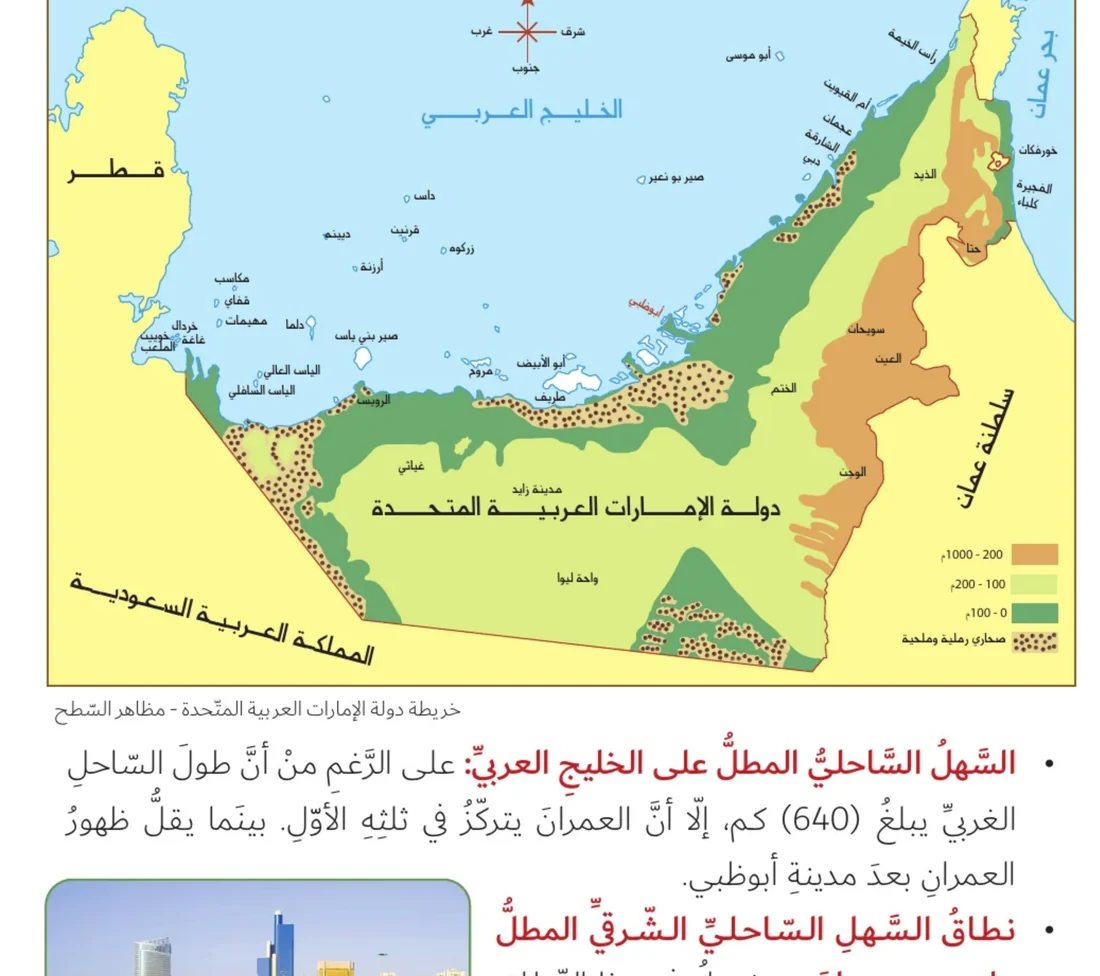 غرب
شرق
جنوب
بحر عمان
الخليج العربي
أبو موسى
رأس الخيمة
أم القيوين
عجمان
الشارقة
دبي
خورفكان
الفجيرة
كلباء
الذيد
حتا
قطر
صير بو نعير
داس
قرنين
ديينم
زركوه
أرزنة
مكاسب
قفاي
مهيمات
دلما
صير بني ياس
خردال
غاغة
خويبت
الملعب
الياس العالي
الياس السافلي
أبوظبي
أبو الأبيض
مروح
طريف
الرويس
سويحات
العين
الختم
الوجن
غياثي
مدينة زايد
دولة الإمارات العربية المتحدة
واحة ليوا
سلطنة عمان
المملكة العربية السعودية
200 - 1000م
100 - 200م
0 - 100م
صحاري رملية وملحية
خريطة دولة الإمارات العربية المتّحدة - مظاهر السّطح
• السَّهلُ السَّاحليُّ المطلُّ على الخليجِ العربيِّ: على الرَّغمِ منْ أنَّ طولَ السّاحلِ
الغربيِّ يبلغُ (640) كم، إلّا أنَّ العمرانَ يتركّزُ في ثلثِهِ الأوّلِ. بينَما يقلُّ ظهورُ
العمرانِ بعدَ مدينةِ أبوظبي.
• نطاقُ السَّهلِ السّاحليِّ الشّرقيِّ المطلُّ